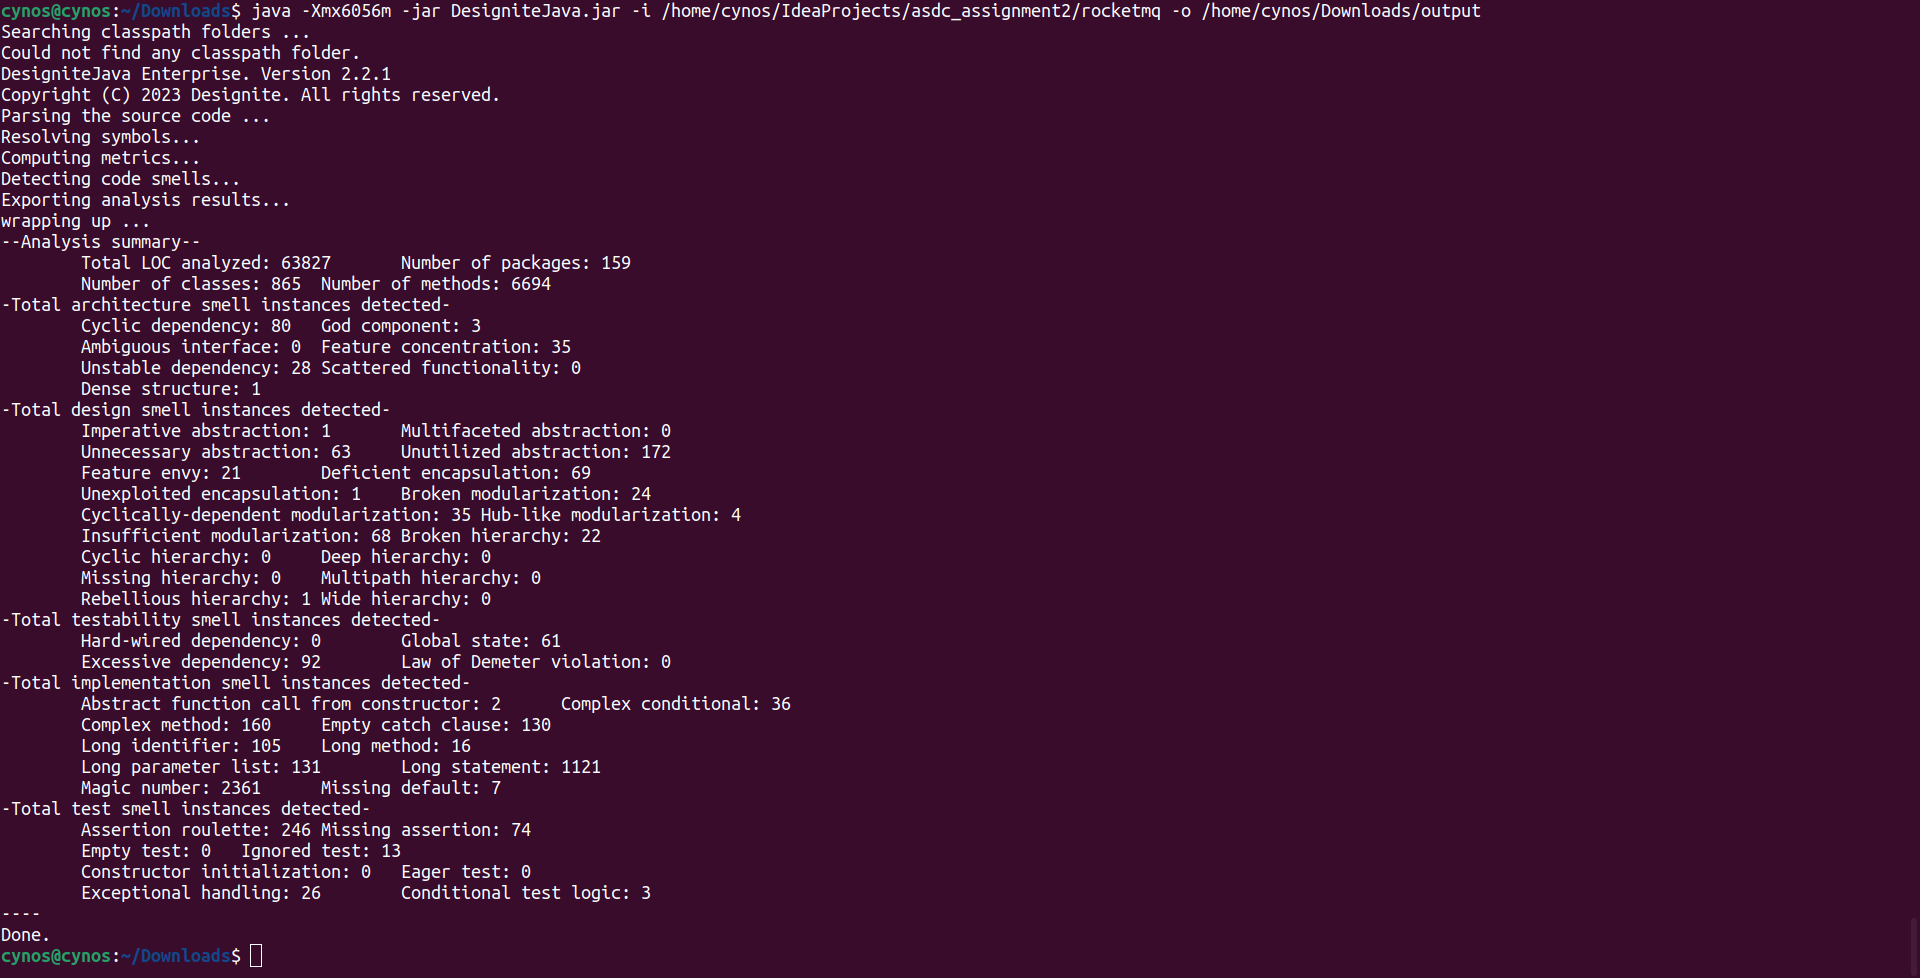 cynos@cynos:~/Downloads$ java -Xmx6056m -jar DesigniteJava.jar -i /home/cynos/IdeaProjects/asdc_assignment2/rocketmq -o /home/cynos/Downloads/output
Searching classpath folders ...
Could not find any classpath folder.
DesigniteJava Enterprise. Version 2.2.1
Copyright (C) 2023 Designite. All rights reserved.
Parsing the source code ...
Resolving symbols...
Computing metrics...
Detecting code smells...
Exporting analysis results...
wrapping up ...
--Analysis summary--
        Total LOC analyzed: 63827       Number of packages: 159
        Number of classes: 865  Number of methods: 6694
-Total architecture smell instances detected-
        Cyclic dependency: 80   God component: 3
        Ambiguous interface: 0  Feature concentration: 35
        Unstable dependency: 28 Scattered functionality: 0
        Dense structure: 1
-Total design smell instances detected-
        Imperative abstraction: 1       Multifaceted abstraction: 0
        Unnecessary abstraction: 63     Unutilized abstraction: 172
        Feature envy: 21        Deficient encapsulation: 69
        Unexploited encapsulation: 1    Broken modularization: 24
        Cyclically-dependent modularization: 35 Hub-like modularization: 4
        Insufficient modularization: 68 Broken hierarchy: 22
        Cyclic hierarchy: 0     Deep hierarchy: 0
        Missing hierarchy: 0    Multipath hierarchy: 0
        Rebellious hierarchy: 1 Wide hierarchy: 0
-Total testability smell instances detected-
        Hard-wired dependency: 0        Global state: 61
        Excessive dependency: 92        Law of Demeter violation: 0
-Total implementation smell instances detected-
        Abstract function call from constructor: 2      Complex conditional: 36
        Complex method: 160     Empty catch clause: 130
        Long identifier: 105    Long method: 16
        Long parameter list: 131        Long statement: 1121
        Magic number: 2361      Missing default: 7
-Total test smell instances detected-
        Assertion roulette: 246 Missing assertion: 74
        Empty test: 0   Ignored test: 13
        Constructor initialization: 0   Eager test: 0
        Exceptional handling: 26        Conditional test logic: 3
----
Done.
cynos@cynos:~/Downloads$